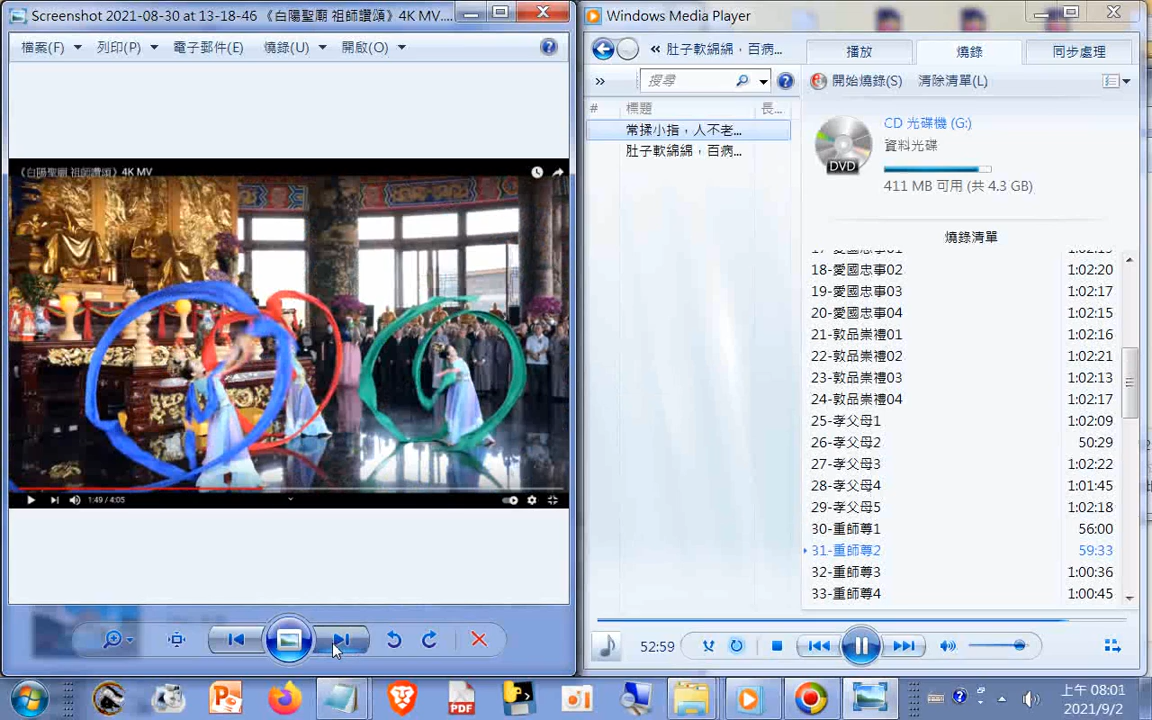 Screenshot 2021-08-30 at 13-18-46 《白陽聖廟 祖師讚頌》4K MV....
檔案(F) 列印(P) 電子郵件(E) 燒錄(U) 開啟(O)
《白陽聖廟 祖師讚頌》4K MV
1:49 / 4:05
Windows Media Player
« 肚子軟綿綿，百病...
播放 燒錄 同步處理
» 搜尋
開始燒錄(S) 清除清單(L)
# 標題 長...
常揉小指，人不老...
肚子軟綿綿，百病...
CD 光碟機 (G:)
資料光碟
DVD
411 MB 可用 (共 4.3 GB)
燒錄清單
18-愛國忠事02 1:02:20
19-愛國忠事03 1:02:17
20-愛國忠事04 1:02:15
21-敦品崇禮01 1:02:16
22-敦品崇禮02 1:02:21
23-敦品崇禮03 1:02:13
24-敦品崇禮04 1:02:17
25-孝父母1 1:02:09
26-孝父母2 50:29
27-孝父母3 1:02:22
28-孝父母4 1:01:45
29-孝父母5 1:02:18
30-重師尊1 56:00
31-重師尊2 59:33
32-重師尊3 1:00:36
33-重師尊4 1:00:45
52:59
PDF
上午 08:01
2021/9/2